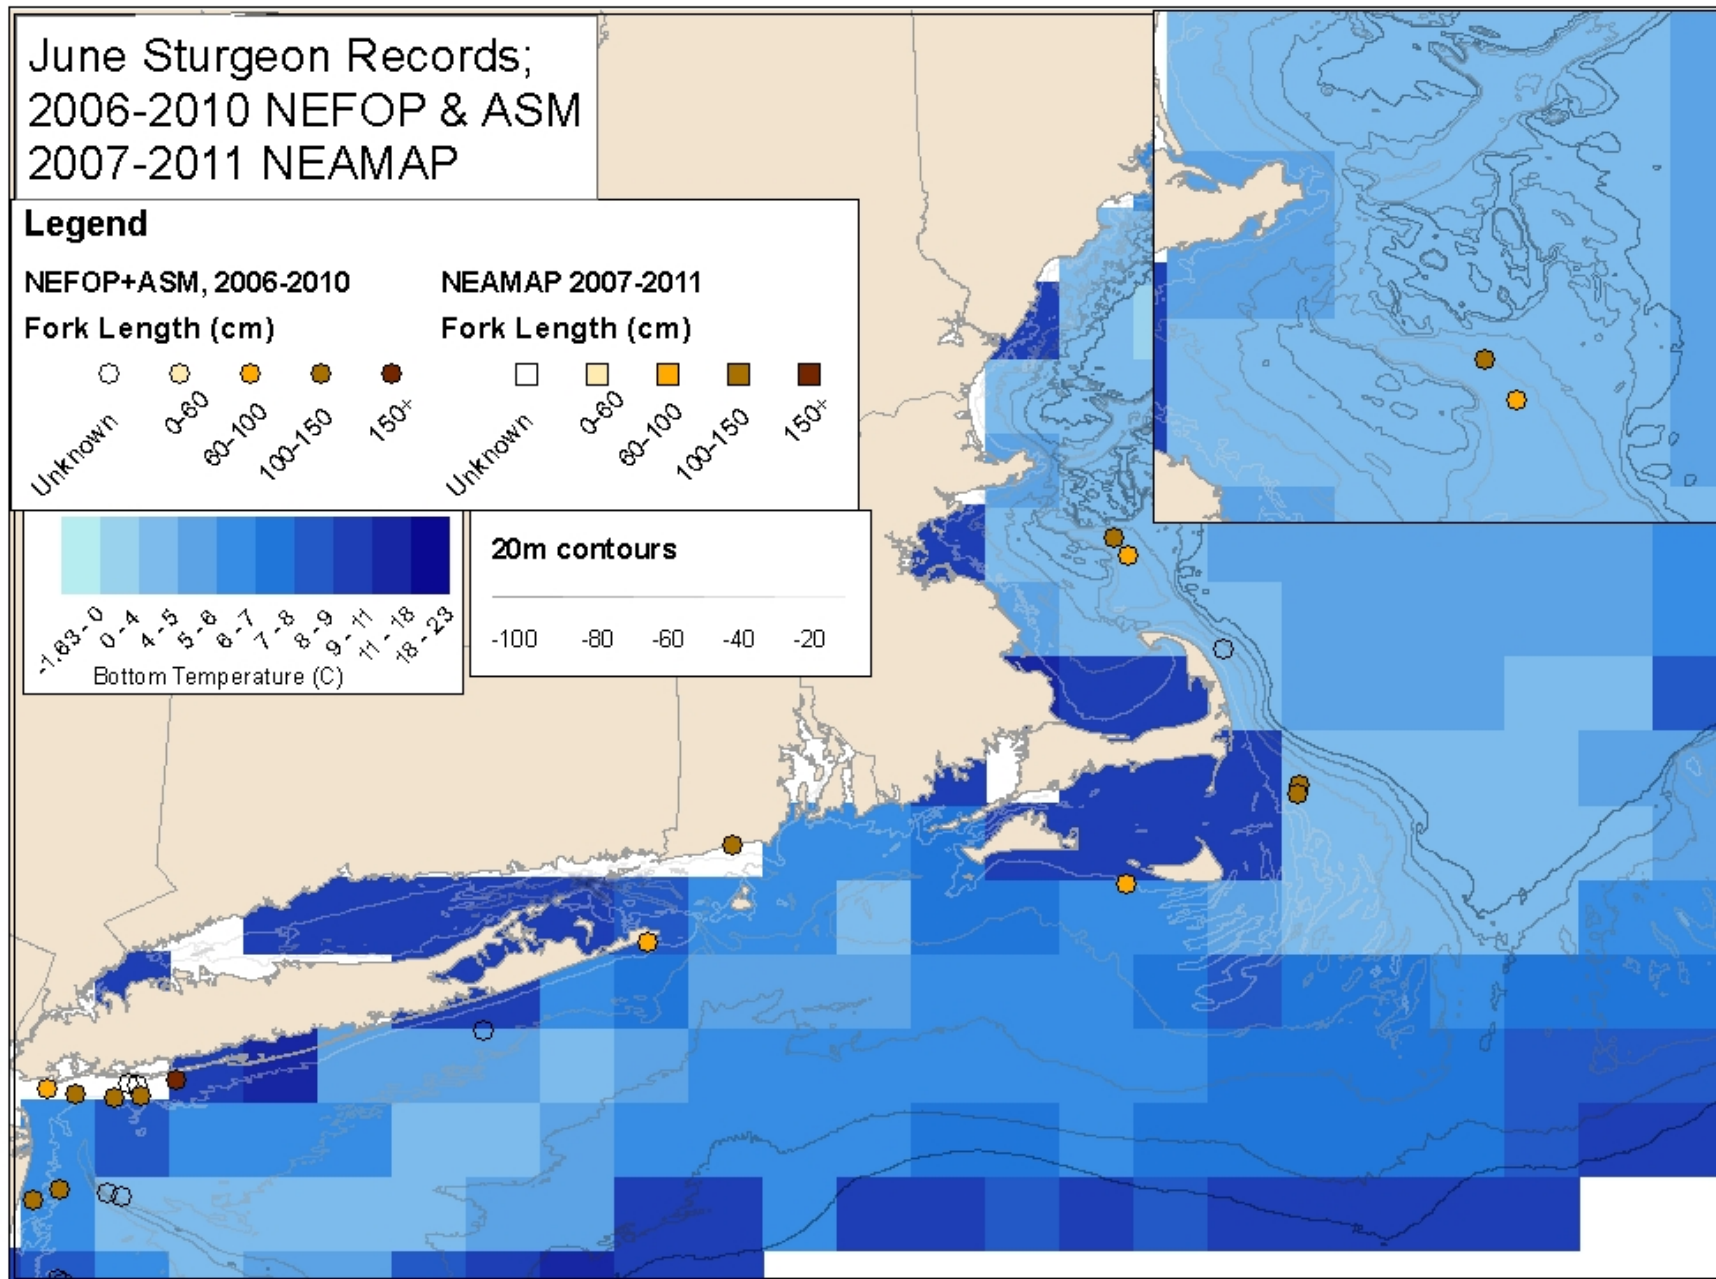 June Sturgeon Records;
2006-2010 NEFOP & ASM
2007-2011 NEAMAP
Legend
NEFOP+ASM, 2006-2010
Fork Length (cm)
Unknown 0-60 60-100 100-150 150+
NEAMAP 2007-2011
Fork Length (cm)
Unknown 0-60 60-100 100-150 150+
-1.83 - 0 0 - 4 4 - 5 5 - 6 6 - 7 7 - 8 8 - 9 9 - 11 11 - 18 18 - 23
Bottom Temperature (C)
20m contours
-100 -80 -60 -40 -20